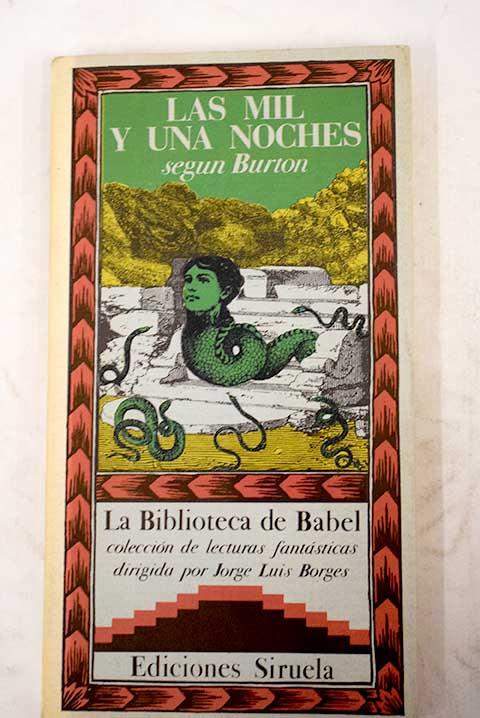 LAS MIL
Y UNA NOCHES
segun Burton
La Biblioteca de Babel
colección de lecturas fantásticas
dirigida por Jorge Luis Borges
Ediciones Siruela